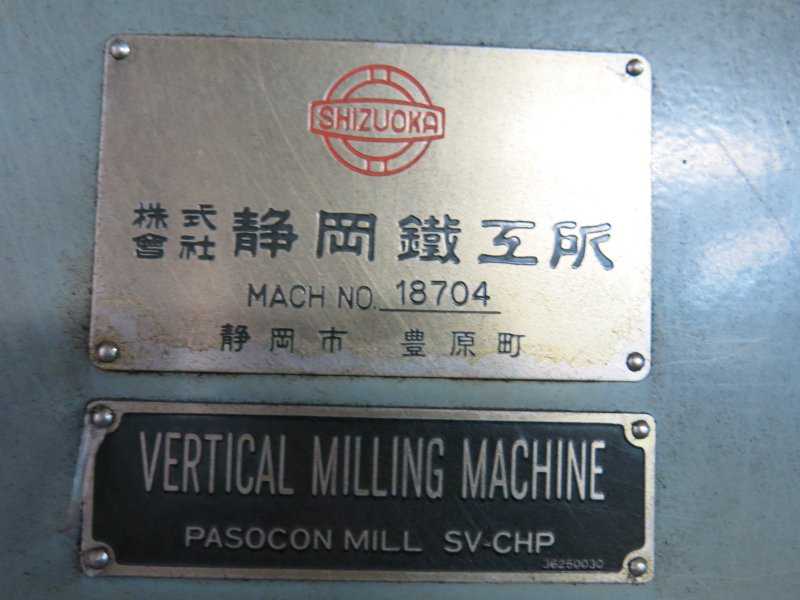 SHIZUOKA
株式會社 静岡鐵工所
MACH NO. 18704
静岡市 豊原町
VERTICAL MILLING MACHINE
PASOCON MILL SV-CHP
36250030